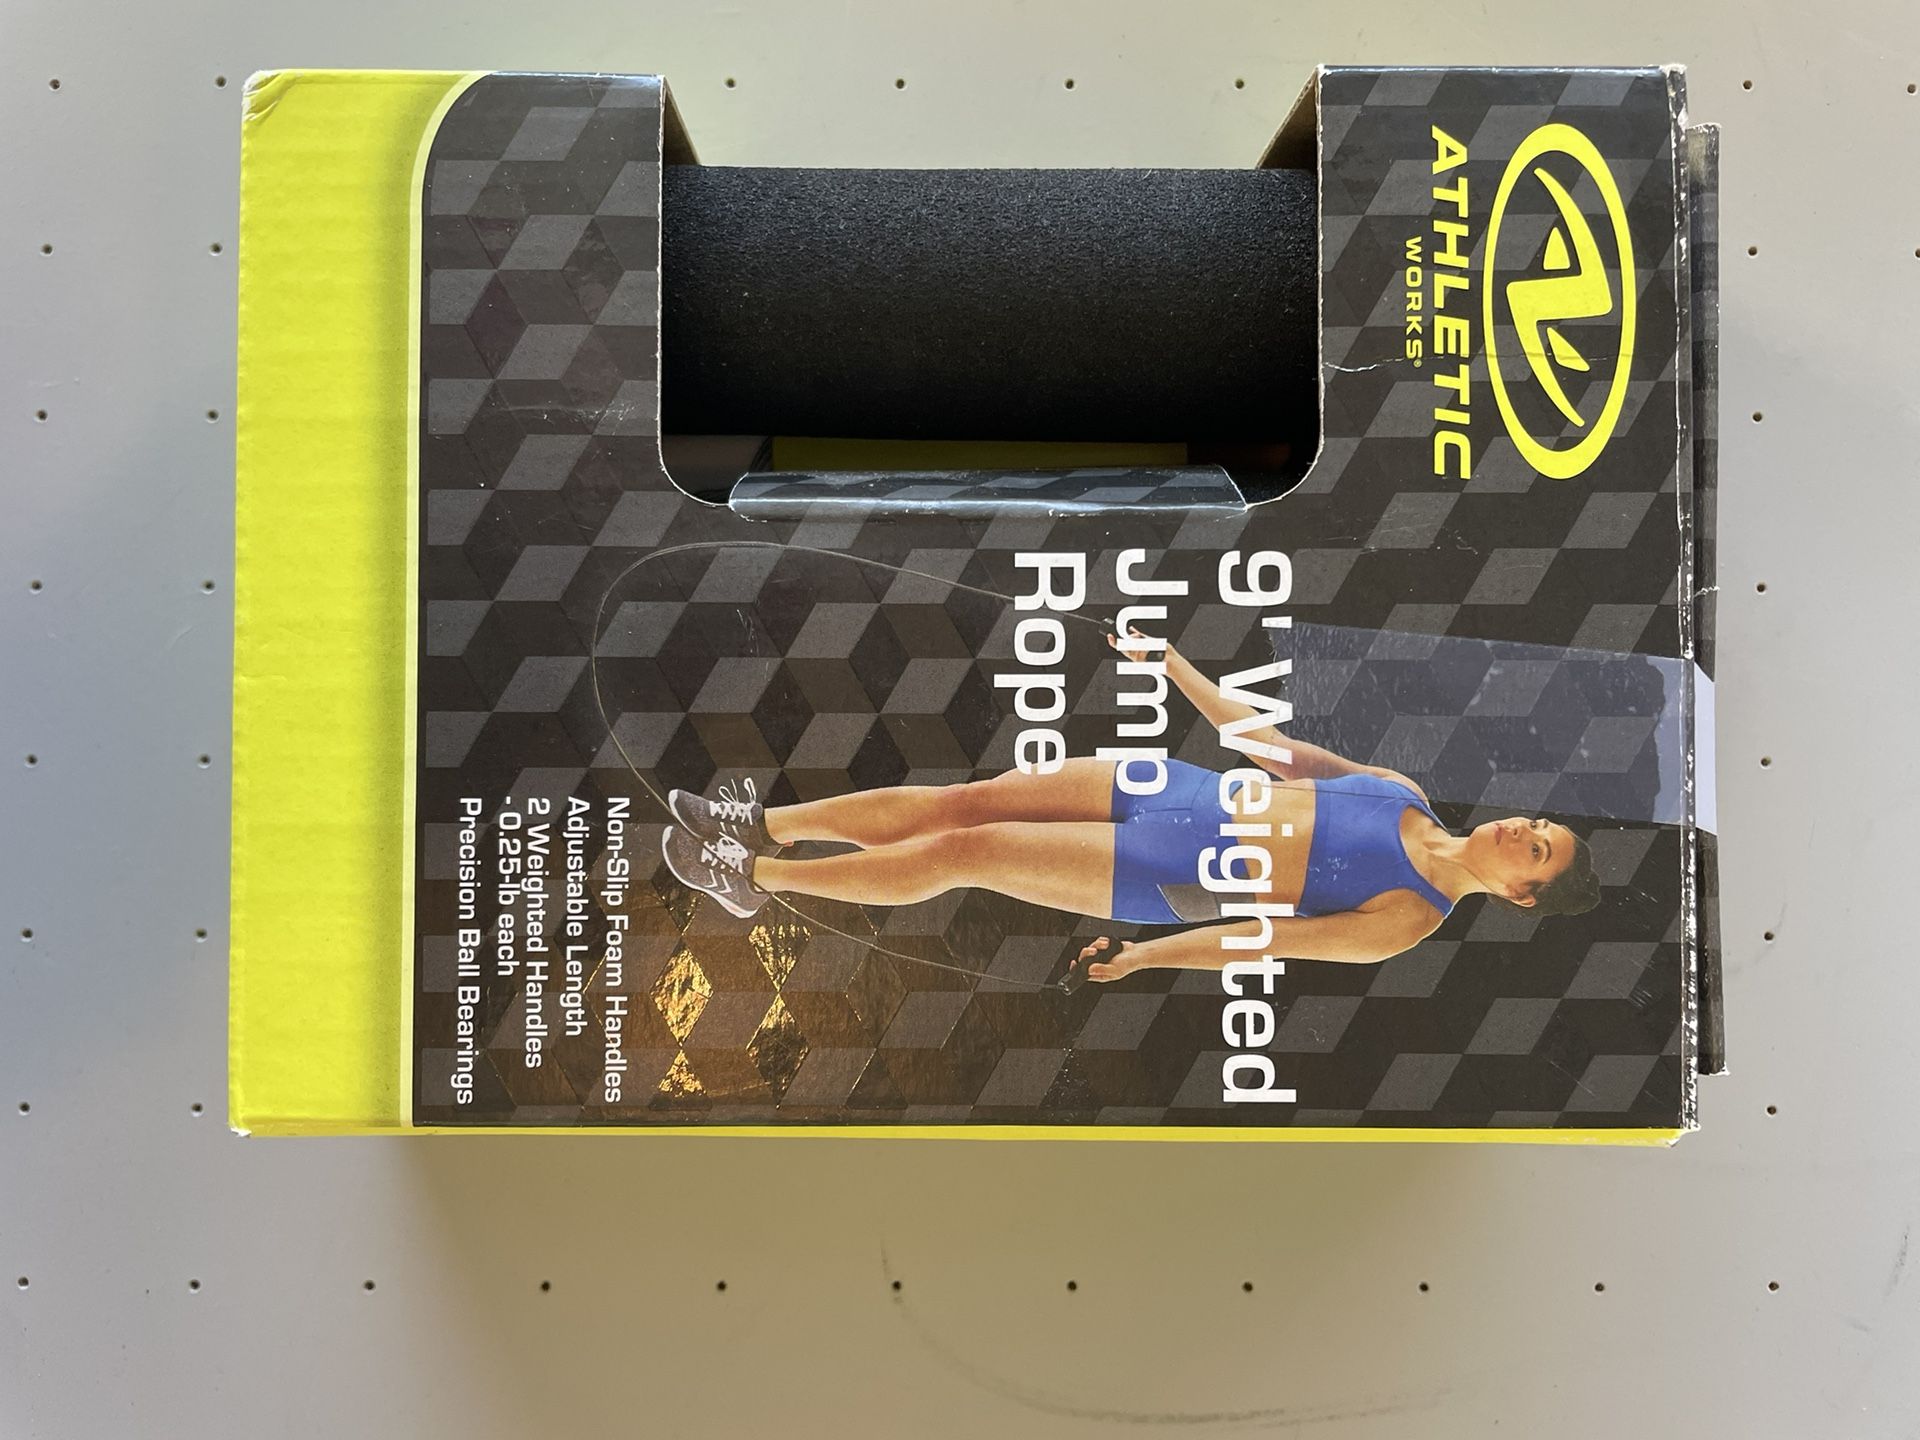 ATHLETIC
WORKS®
9' Weighted
Jump
Rope
Non-Slip Foam Handles
Adjustable Length
2 Weighted Handles
- 0.25-lb each
Precision Ball Bearings